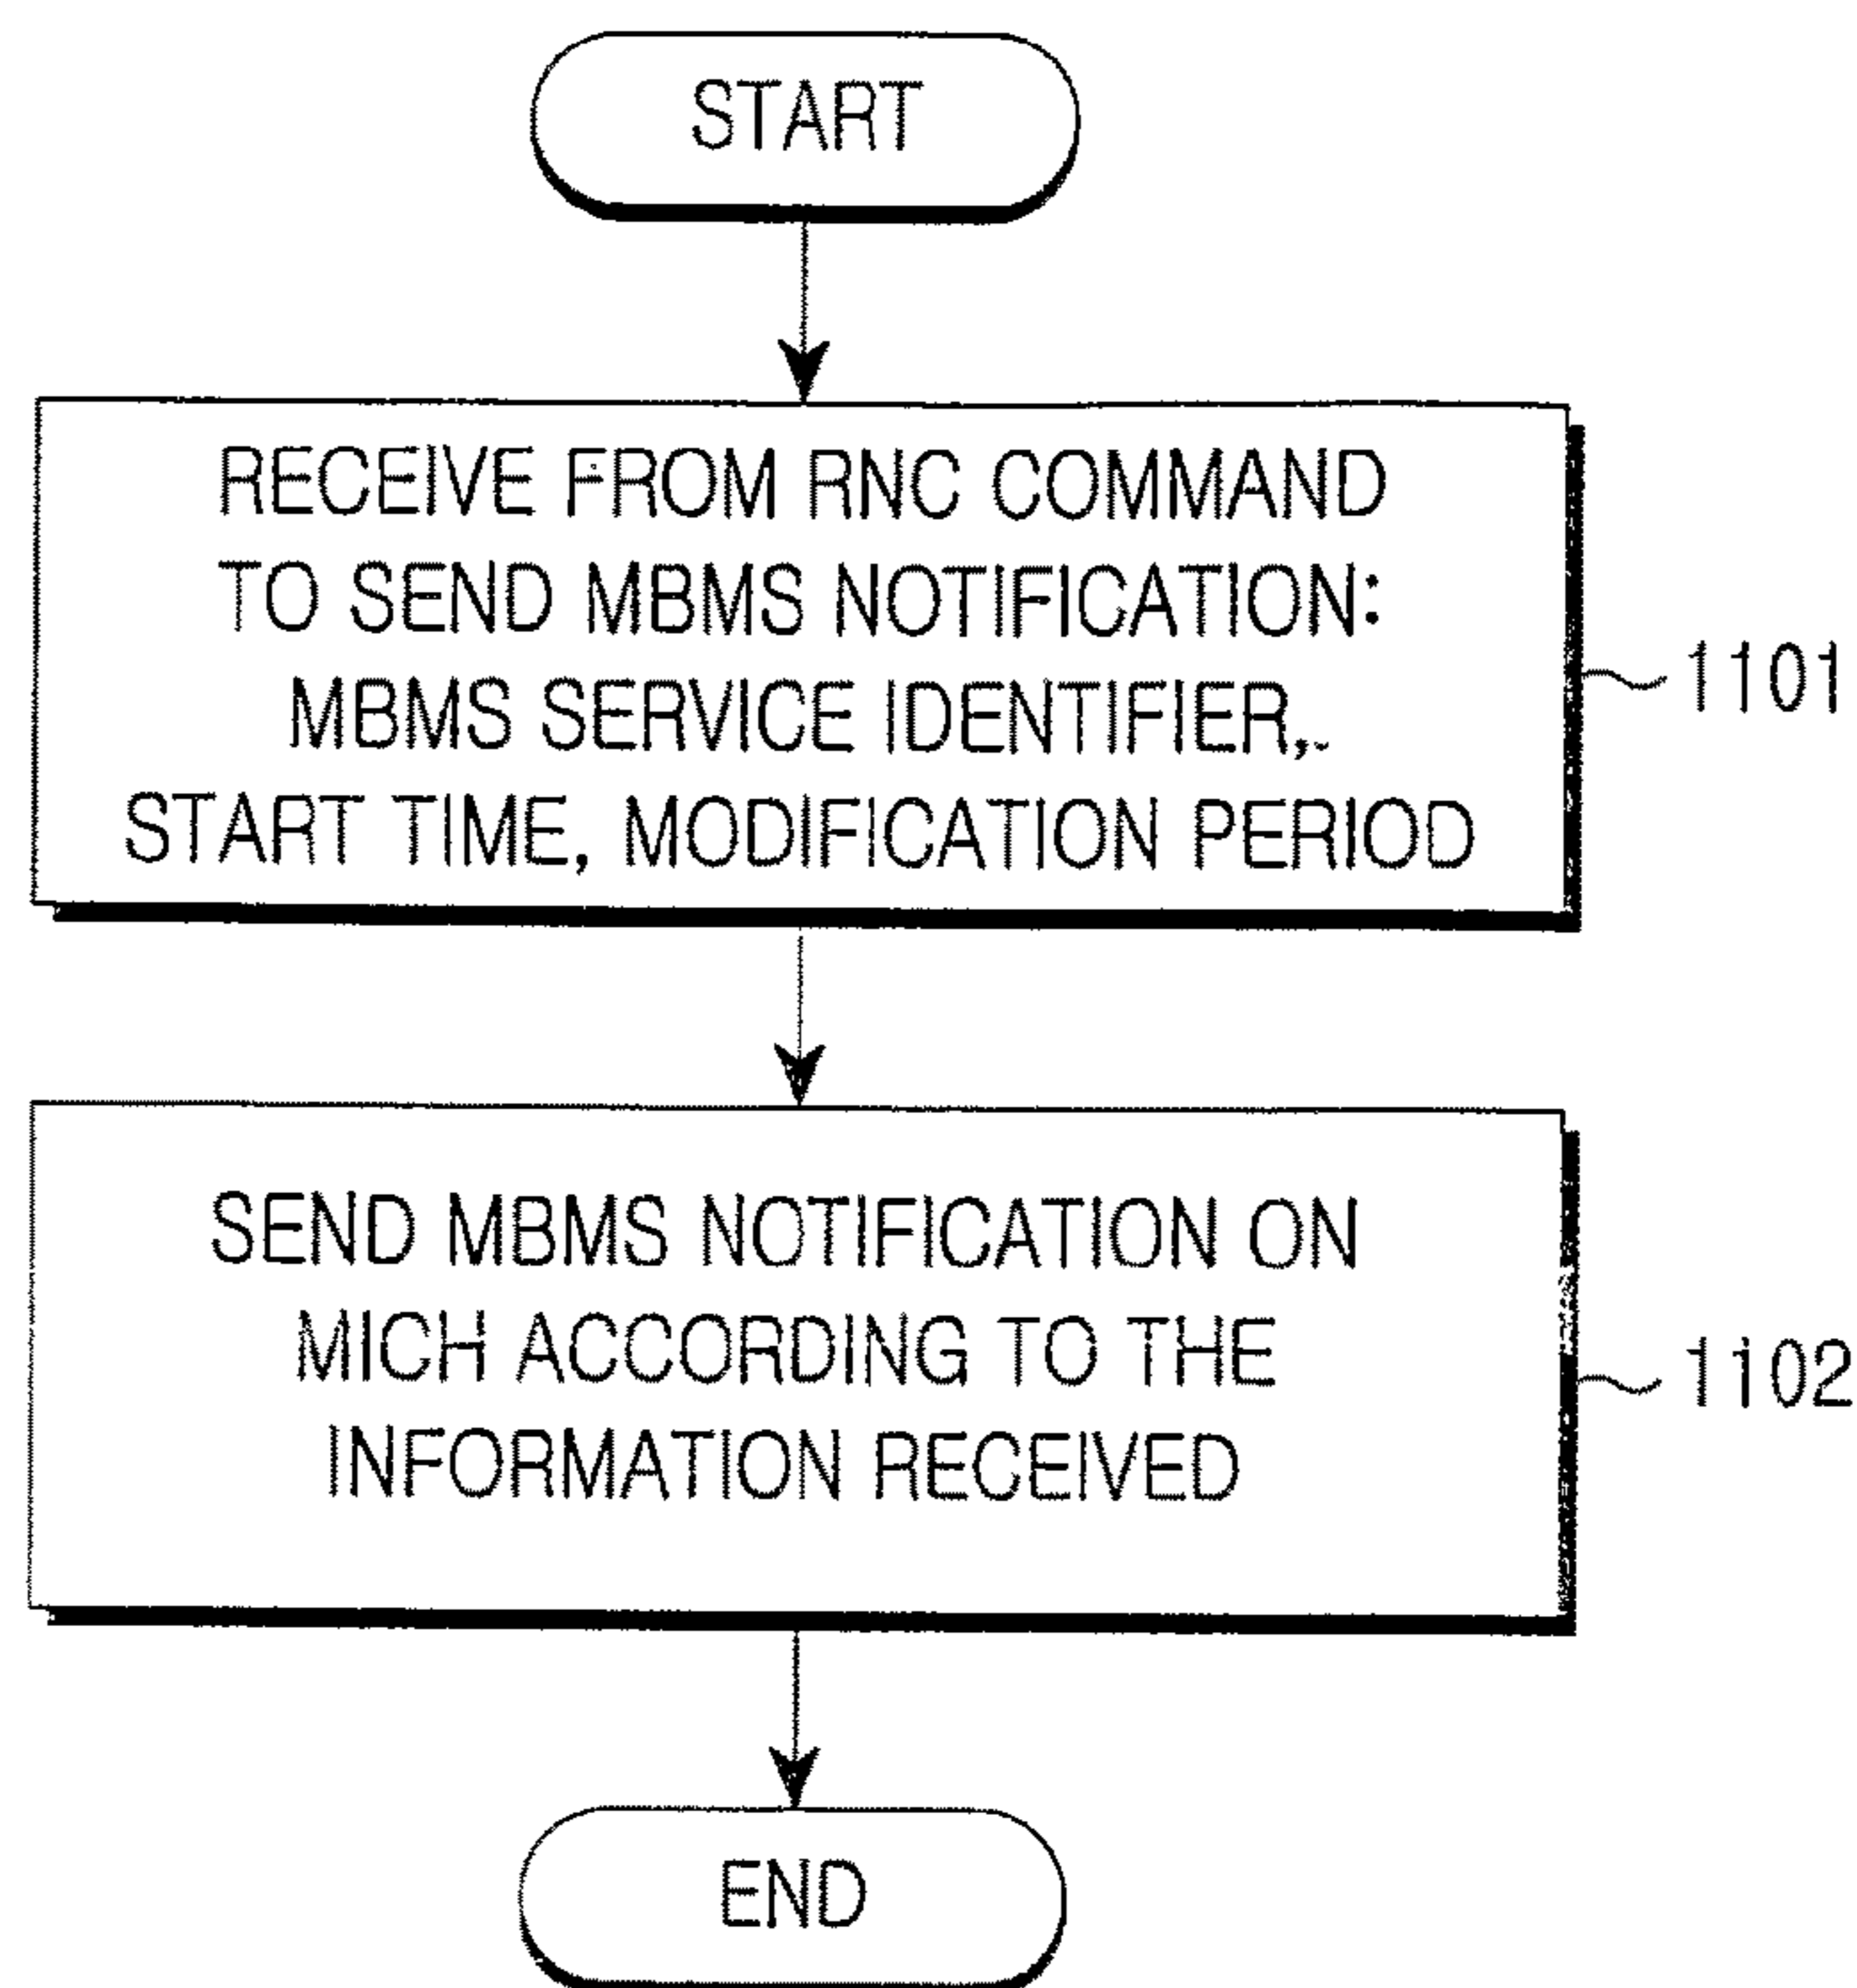 START
RECEIVE FROM RNC COMMAND
TO SEND MBMS NOTIFICATION:
MBMS SERVICE IDENTIFIER,
START TIME, MODIFICATION PERIOD
1101
SEND MBMS NOTIFICATION ON
MICH ACCORDING TO THE
INFORMATION RECEIVED
1102
END